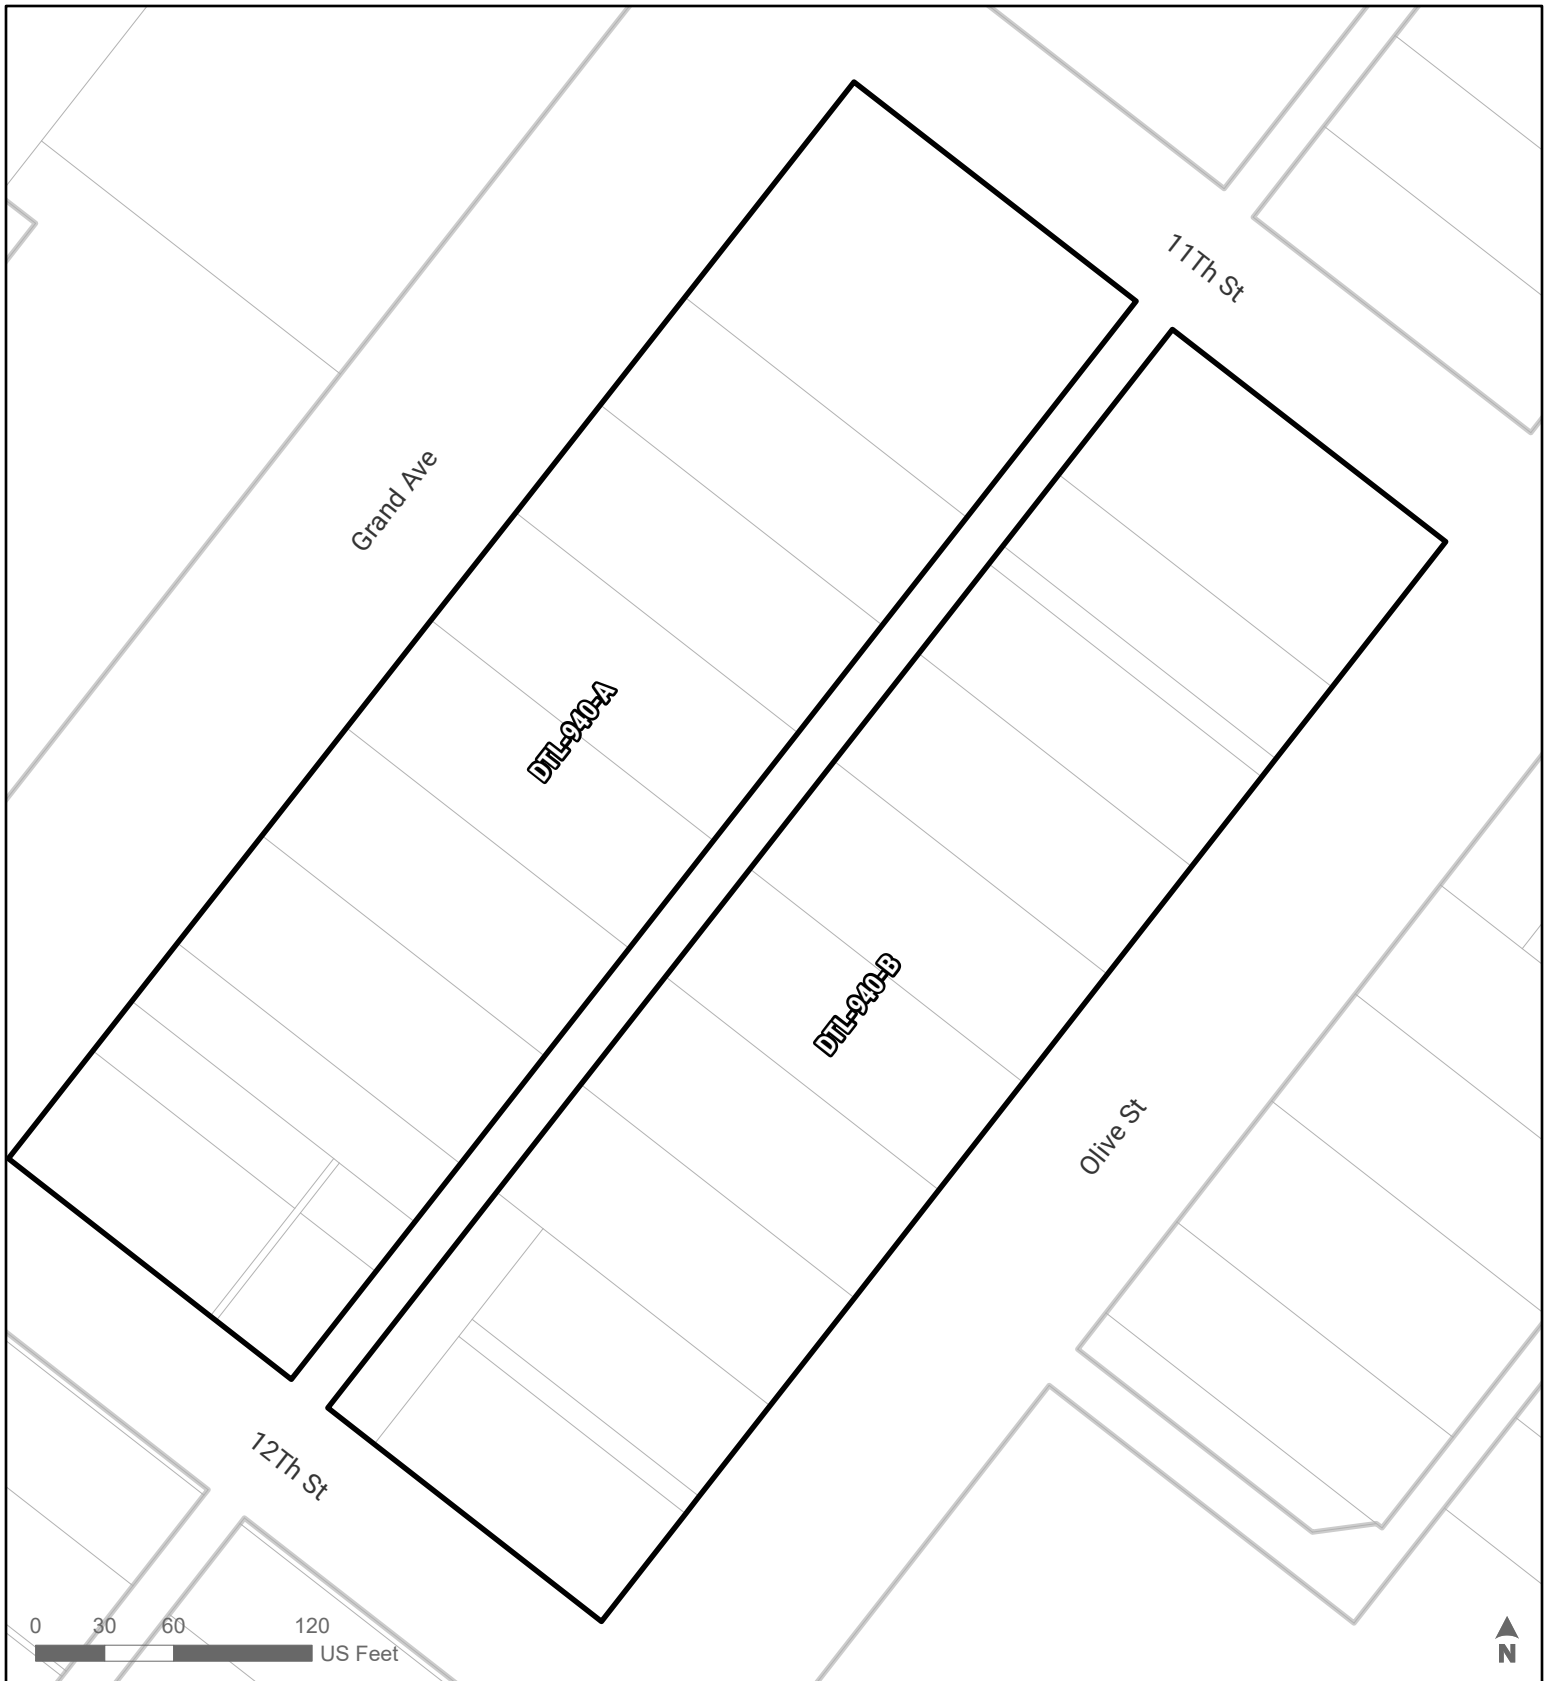 11Th St
Grand Ave
DTL-940-A
DTL-940-B
Olive St
12Th St
0 30 60 120
US Feet
N